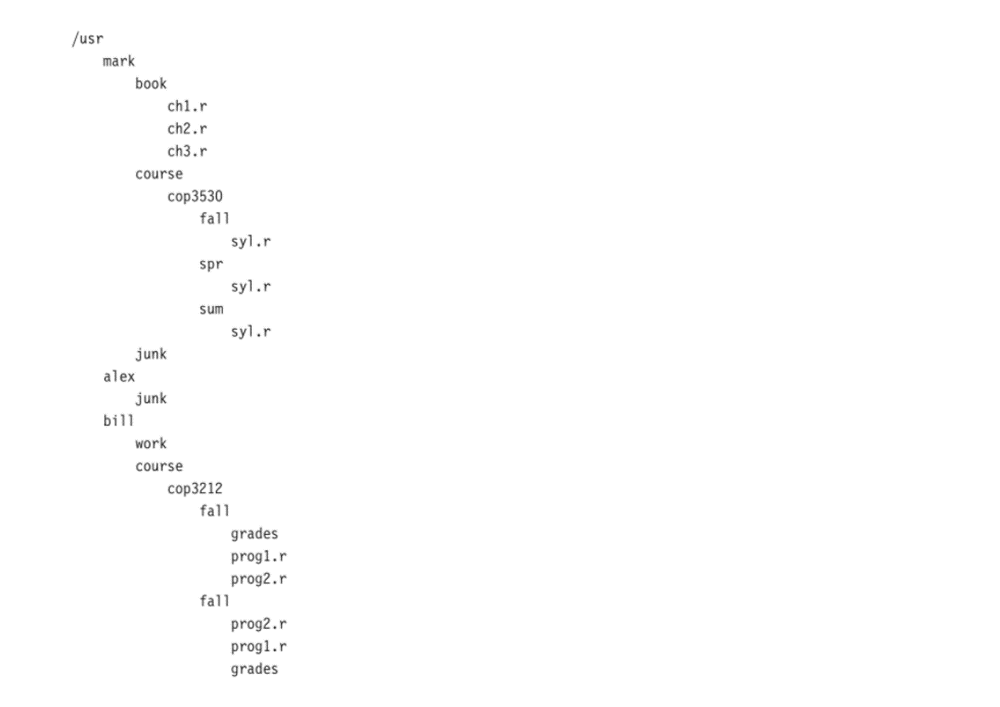 /usr
mark
book
ch1.r
ch2.r
ch3.r
course
cop3530
fall
syl.r
spr
syl.r
sum
syl.r
junk
alex
junk
bill
work
course
cop3212
fall
grades
prog1.r
prog2.r
fall
prog2.r
prog1.r
grades